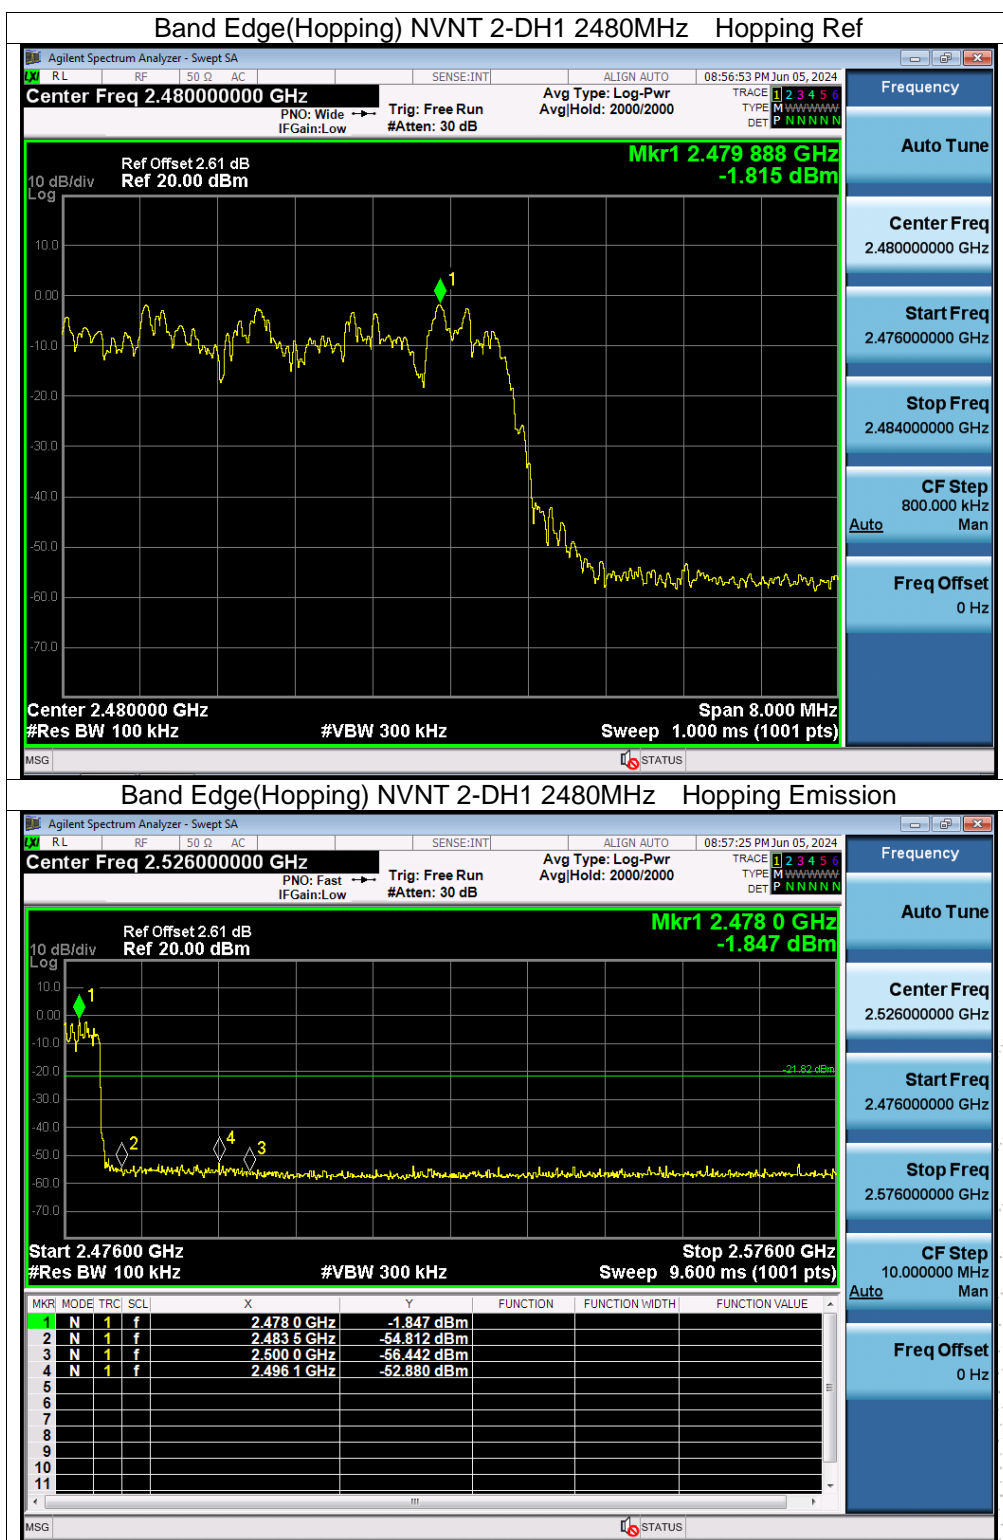 Band Edge(Hopping) NVNT 2-DH1 2480MHz Hopping Ref
Agilent Spectrum Analyzer - Swept SA
LXI RL RF 50 Ω AC SENSE:INT ALIGN AUTO 08:56:53 PM Jun 05, 2024
Center Freq 2.480000000 GHz
PNO: Wide
IFGain:Low
Trig: Free Run
#Atten: 30 dB
Avg Type: Log-Pwr
Avg|Hold: 2000/2000
TRACE 1 2 3 4 5 6
TYPE M WWWWW
DET P N N N N N
Ref Offset 2.61 dB
10 dB/div Ref 20.00 dBm
Log
Mkr1 2.479 888 GHz
-1.815 dBm
1
10.0
0.00
-10.0
-20.0
-30.0
-40.0
-50.0
-60.0
-70.0
Center 2.480000 GHz Span 8.000 MHz
#Res BW 100 kHz #VBW 300 kHz Sweep 1.000 ms (1001 pts)
MSG STATUS
Frequency
Auto Tune
Center Freq
2.480000000 GHz
Start Freq
2.476000000 GHz
Stop Freq
2.484000000 GHz
CF Step
800.000 kHz
Auto Man
Freq Offset
0 Hz
Band Edge(Hopping) NVNT 2-DH1 2480MHz Hopping Emission
Agilent Spectrum Analyzer - Swept SA
LXI RL RF 50 Ω AC SENSE:INT ALIGN AUTO 08:57:25 PM Jun 05, 2024
Center Freq 2.526000000 GHz
PNO: Fast
IFGain:Low
Trig: Free Run
#Atten: 30 dB
Avg Type: Log-Pwr
Avg|Hold: 2000/2000
TRACE 1 2 3 4 5 6
TYPE M WWWWW
DET P N N N N N
Ref Offset 2.61 dB
10 dB/div Ref 20.00 dBm
Log
Mkr1 2.478 0 GHz
-1.847 dBm
10.0
0.00
-10.0
-20.0
-30.0
-40.0
-50.0
-60.0
-70.0
1
2
4
3
-21.82 dBm
Start 2.47600 GHz Stop 2.57600 GHz
#Res BW 100 kHz #VBW 300 kHz Sweep 9.600 ms (1001 pts)
MKR MODE TRC SCL X Y FUNCTION FUNCTION WIDTH FUNCTION VALUE
1 N 1 f 2.478 0 GHz -1.847 dBm
2 N 1 f 2.483 5 GHz -54.812 dBm
3 N 1 f 2.500 0 GHz -56.442 dBm
4 N 1 f 2.496 1 GHz -52.880 dBm
5
6
7
8
9
10
11
MSG STATUS
Frequency
Auto Tune
Center Freq
2.526000000 GHz
Start Freq
2.476000000 GHz
Stop Freq
2.576000000 GHz
CF Step
10.000000 MHz
Auto Man
Freq Offset
0 Hz